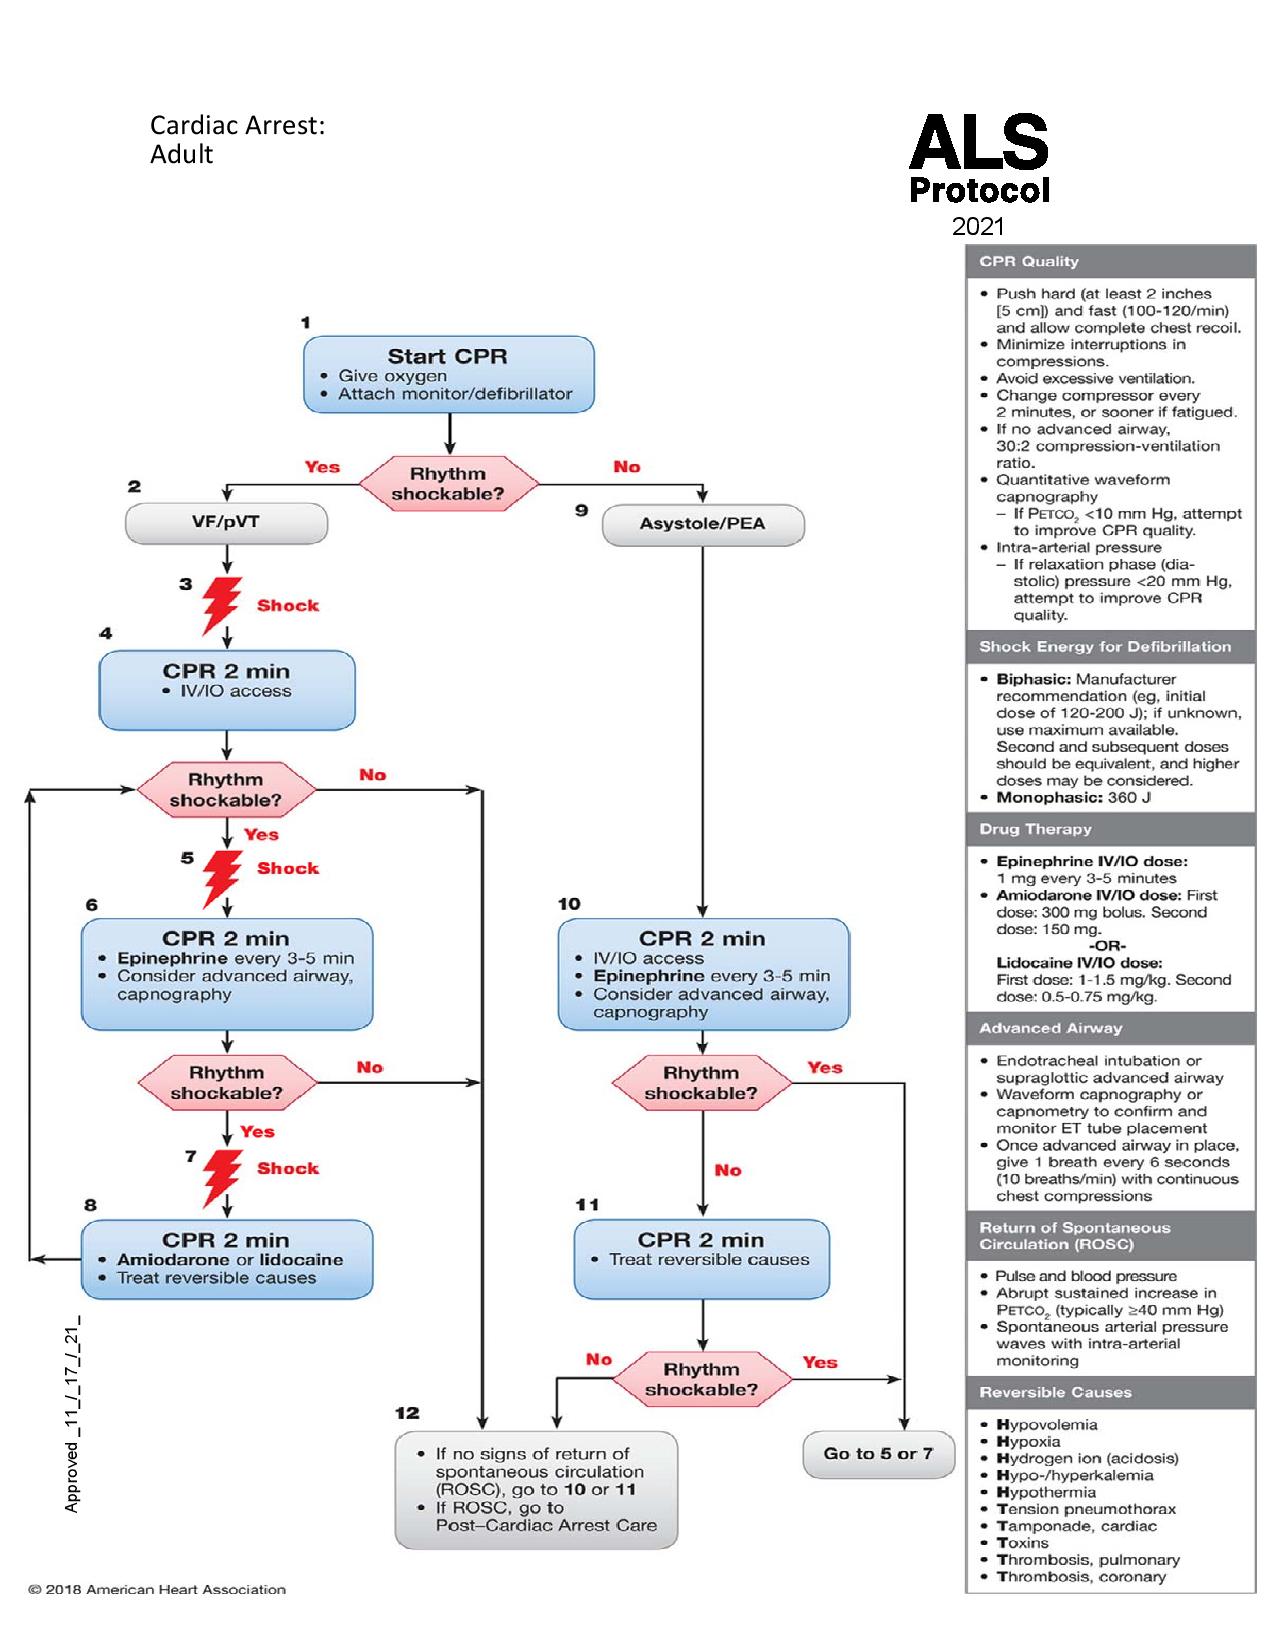 Cardiac Arrest:
Adult
ALS
Protocol
2021
1
Start CPR
• Give oxygen
• Attach monitor/defibrillator
Rhythm
shockable?
Yes
No
2
VF/pVT
9
Asystole/PEA
3
Shock
4
CPR 2 min
• IV/IO access
Rhythm
shockable?
No
Yes
5
Shock
6
CPR 2 min
• Epinephrine every 3-5 min
• Consider advanced airway,
capnography
Rhythm
shockable?
No
Yes
7
Shock
8
CPR 2 min
• Amiodarone or lidocaine
• Treat reversible causes
10
CPR 2 min
• IV/IO access
• Epinephrine every 3-5 min
• Consider advanced airway,
capnography
Rhythm
shockable?
Yes
No
11
CPR 2 min
• Treat reversible causes
Rhythm
shockable?
No
Yes
12
• If no signs of return of
spontaneous circulation
(ROSC), go to 10 or 11
• If ROSC, go to
Post–Cardiac Arrest Care
Go to 5 or 7
CPR Quality
• Push hard (at least 2 inches
[5 cm]) and fast (100-120/min)
and allow complete chest recoil.
• Minimize interruptions in
compressions.
• Avoid excessive ventilation.
• Change compressor every
2 minutes, or sooner if fatigued.
• If no advanced airway,
30:2 compression-ventilation
ratio.
• Quantitative waveform
capnography
– If PETCO₂ <10 mm Hg, attempt
to improve CPR quality.
• Intra-arterial pressure
– If relaxation phase (dia-
stolic) pressure <20 mm Hg,
attempt to improve CPR
quality.
Shock Energy for Defibrillation
• Biphasic: Manufacturer
recommendation (eg, initial
dose of 120-200 J); if unknown,
use maximum available.
Second and subsequent doses
should be equivalent, and higher
doses may be considered.
• Monophasic: 360 J
Drug Therapy
• Epinephrine IV/IO dose:
1 mg every 3-5 minutes
• Amiodarone IV/IO dose: First
dose: 300 mg bolus. Second
dose: 150 mg.
-OR-
Lidocaine IV/IO dose:
First dose: 1-1.5 mg/kg. Second
dose: 0.5-0.75 mg/kg.
Advanced Airway
• Endotracheal intubation or
supraglottic advanced airway
• Waveform capnography or
capnometry to confirm and
monitor ET tube placement
• Once advanced airway in place,
give 1 breath every 6 seconds
(10 breaths/min) with continuous
chest compressions
Return of Spontaneous
Circulation (ROSC)
• Pulse and blood pressure
• Abrupt sustained increase in
PETCO₂ (typically ≥40 mm Hg)
• Spontaneous arterial pressure
waves with intra-arterial
monitoring
Reversible Causes
• Hypovolemia
• Hypoxia
• Hydrogen ion (acidosis)
• Hypo-/hyperkalemia
• Hypothermia
• Tension pneumothorax
• Tamponade, cardiac
• Toxins
• Thrombosis, pulmonary
• Thrombosis, coronary
Approved _11_/_17_/_21_
© 2018 American Heart Association